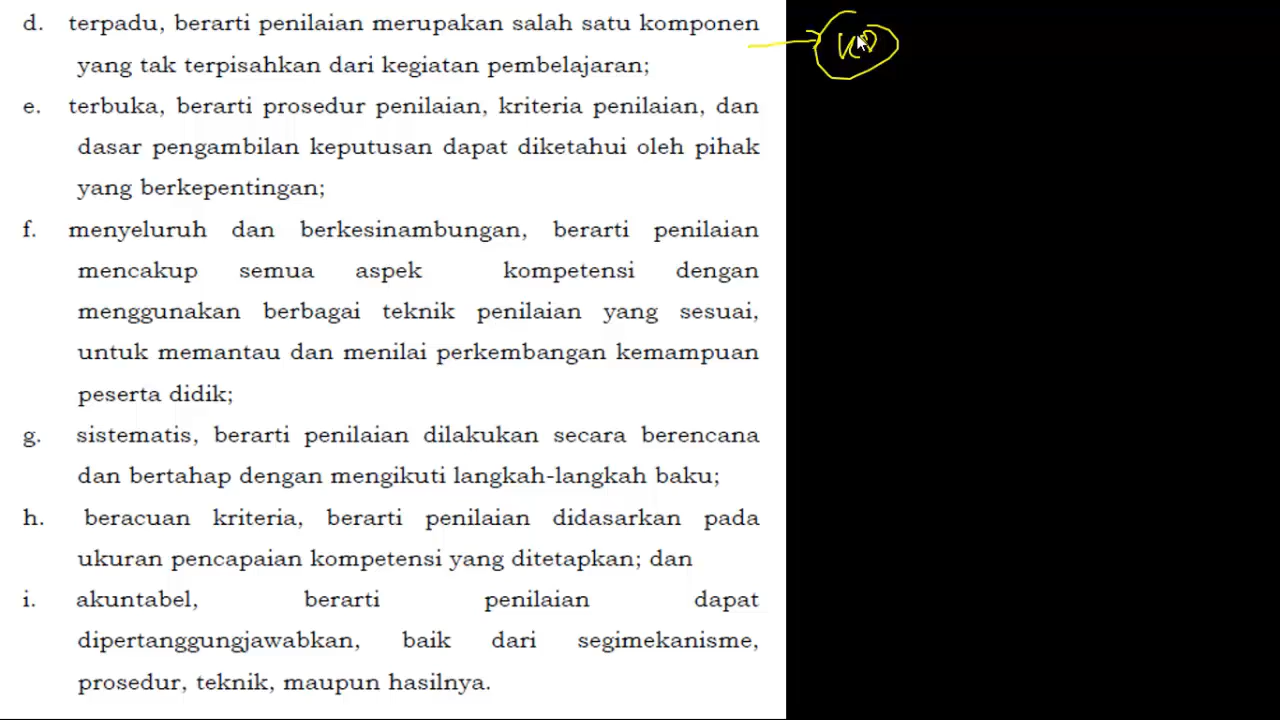 d. terpadu, berarti penilaian merupakan salah satu komponen
yang tak terpisahkan dari kegiatan pembelajaran;
KD
e. terbuka, berarti prosedur penilaian, kriteria penilaian, dan
dasar pengambilan keputusan dapat diketahui oleh pihak
yang berkepentingan;
f. menyeluruh dan berkesinambungan, berarti penilaian
mencakup semua aspek kompetensi dengan
menggunakan berbagai teknik penilaian yang sesuai,
untuk memantau dan menilai perkembangan kemampuan
peserta didik;
g. sistematis, berarti penilaian dilakukan secara berencana
dan bertahap dengan mengikuti langkah-langkah baku;
h. beracuan kriteria, berarti penilaian didasarkan pada
ukuran pencapaian kompetensi yang ditetapkan; dan
i. akuntabel, berarti penilaian dapat
dipertanggungjawabkan, baik dari segimekanisme,
prosedur, teknik, maupun hasilnya.